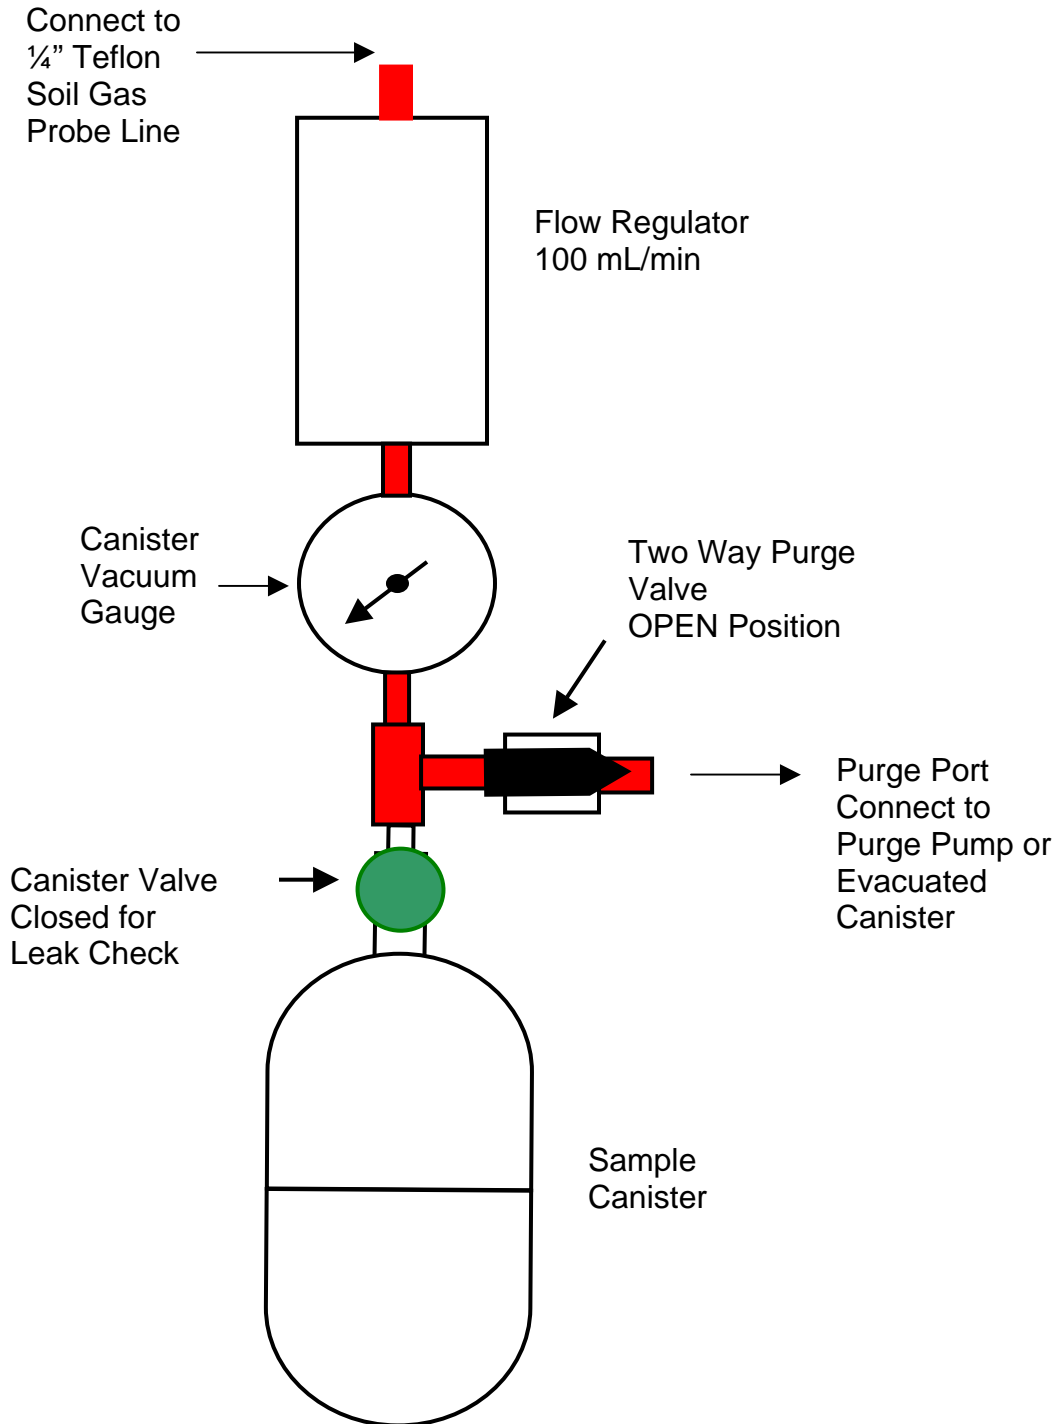 Connect to
¼” Teflon
Soil Gas
Probe Line
Flow Regulator
100 mL/min
Canister
Vacuum
Gauge
Two Way Purge
Valve
OPEN Position
Purge Port
Connect to
Purge Pump or
Evacuated
Canister
Canister Valve
Closed for
Leak Check
Sample
Canister